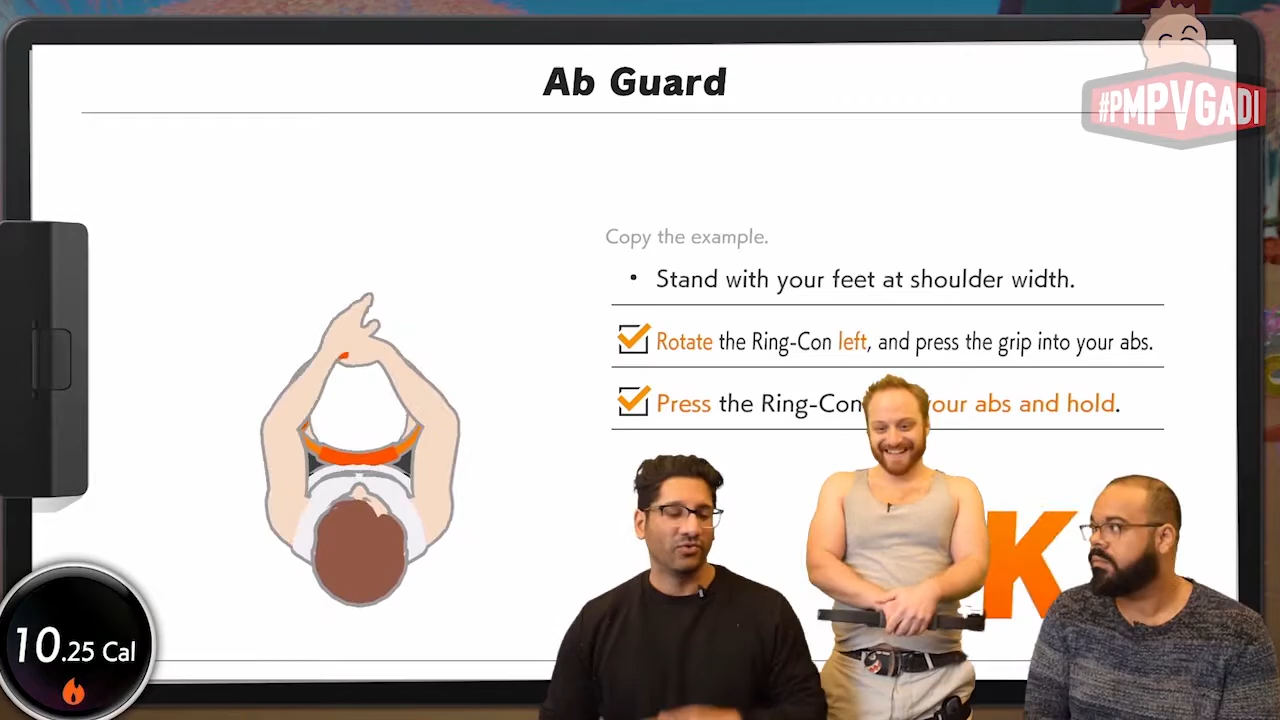 Ab Guard
#PMPVGADI
Copy the example.
• Stand with your feet at shoulder width.
Rotate the Ring-Con left, and press the grip into your abs.
Press the Ring-Con your abs and hold.
K
10.25 Cal